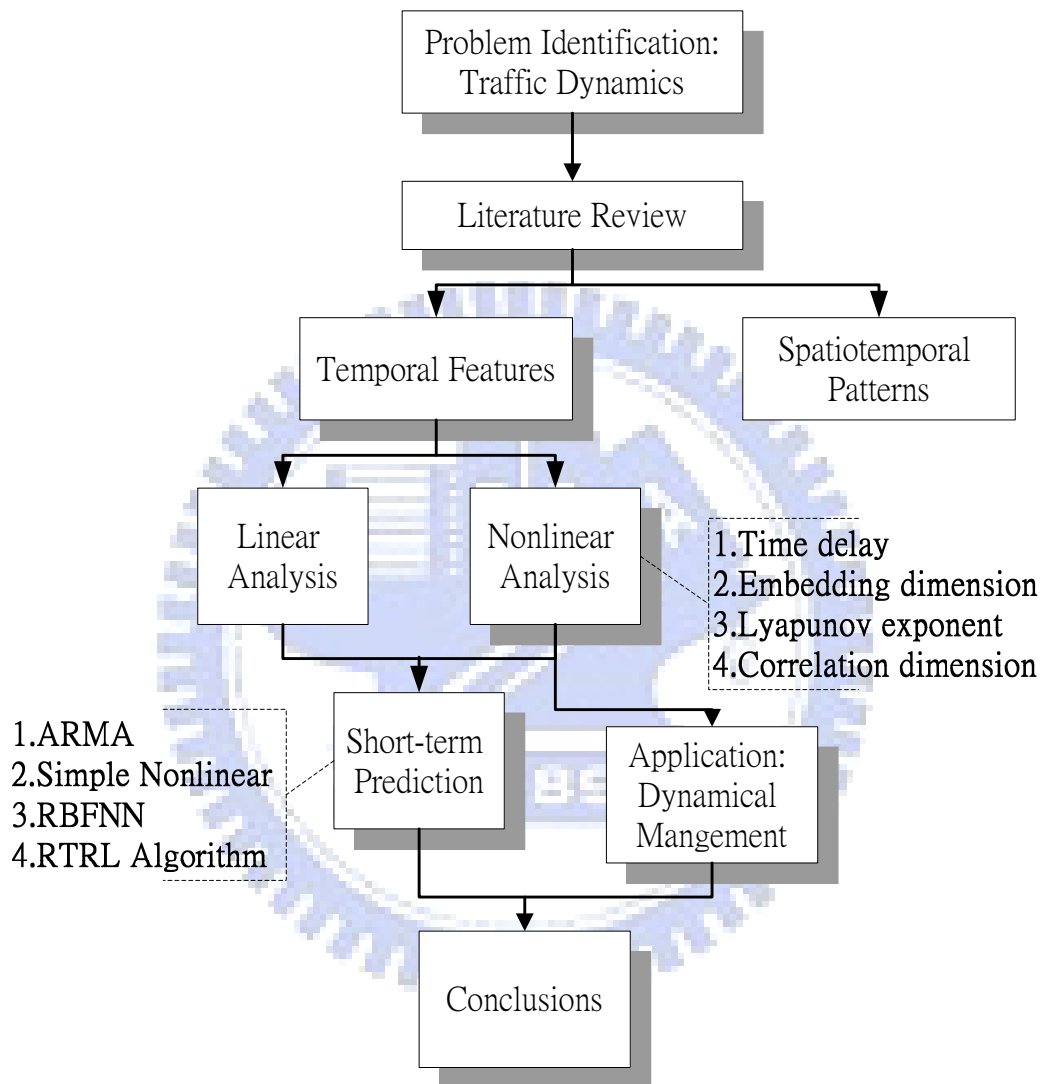 Problem Identification:
Traffic Dynamics
Literature Review
Temporal Features
Spatiotemporal
Patterns
Linear
Analysis
Nonlinear
Analysis
1.Time delay
2.Embedding dimension
3.Lyapunov exponent
4.Correlation dimension
1.ARMA
2.Simple Nonlinear
3.RBFNN
4.RTRL Algorithm
Short-term
Prediction
Application:
Dynamical
Mangement
Conclusions